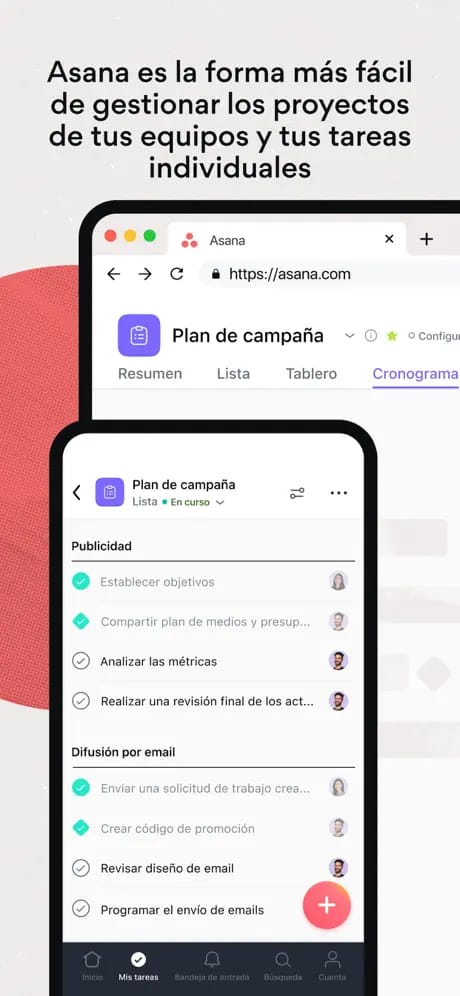 Asana es la forma más fácil
de gestionar los proyectos
de tus equipos y tus tareas
individuales
Asana
https://asana.com
Plan de campaña
Configur
Resumen
Lista
Tablero
Cronograma
Plan de campaña
Lista
En curso
Publicidad
Establecer objetivos
Compartir plan de medios y presup...
Analizar las métricas
Realizar una revisión final de los act...
Difusión por email
Enviar una solicitud de trabajo crea...
Crear código de promoción
Revisar diseño de email
Programar el envío de emails
Inicio
Mis tareas
Bandeja de entrada
Búsqueda
Cuenta